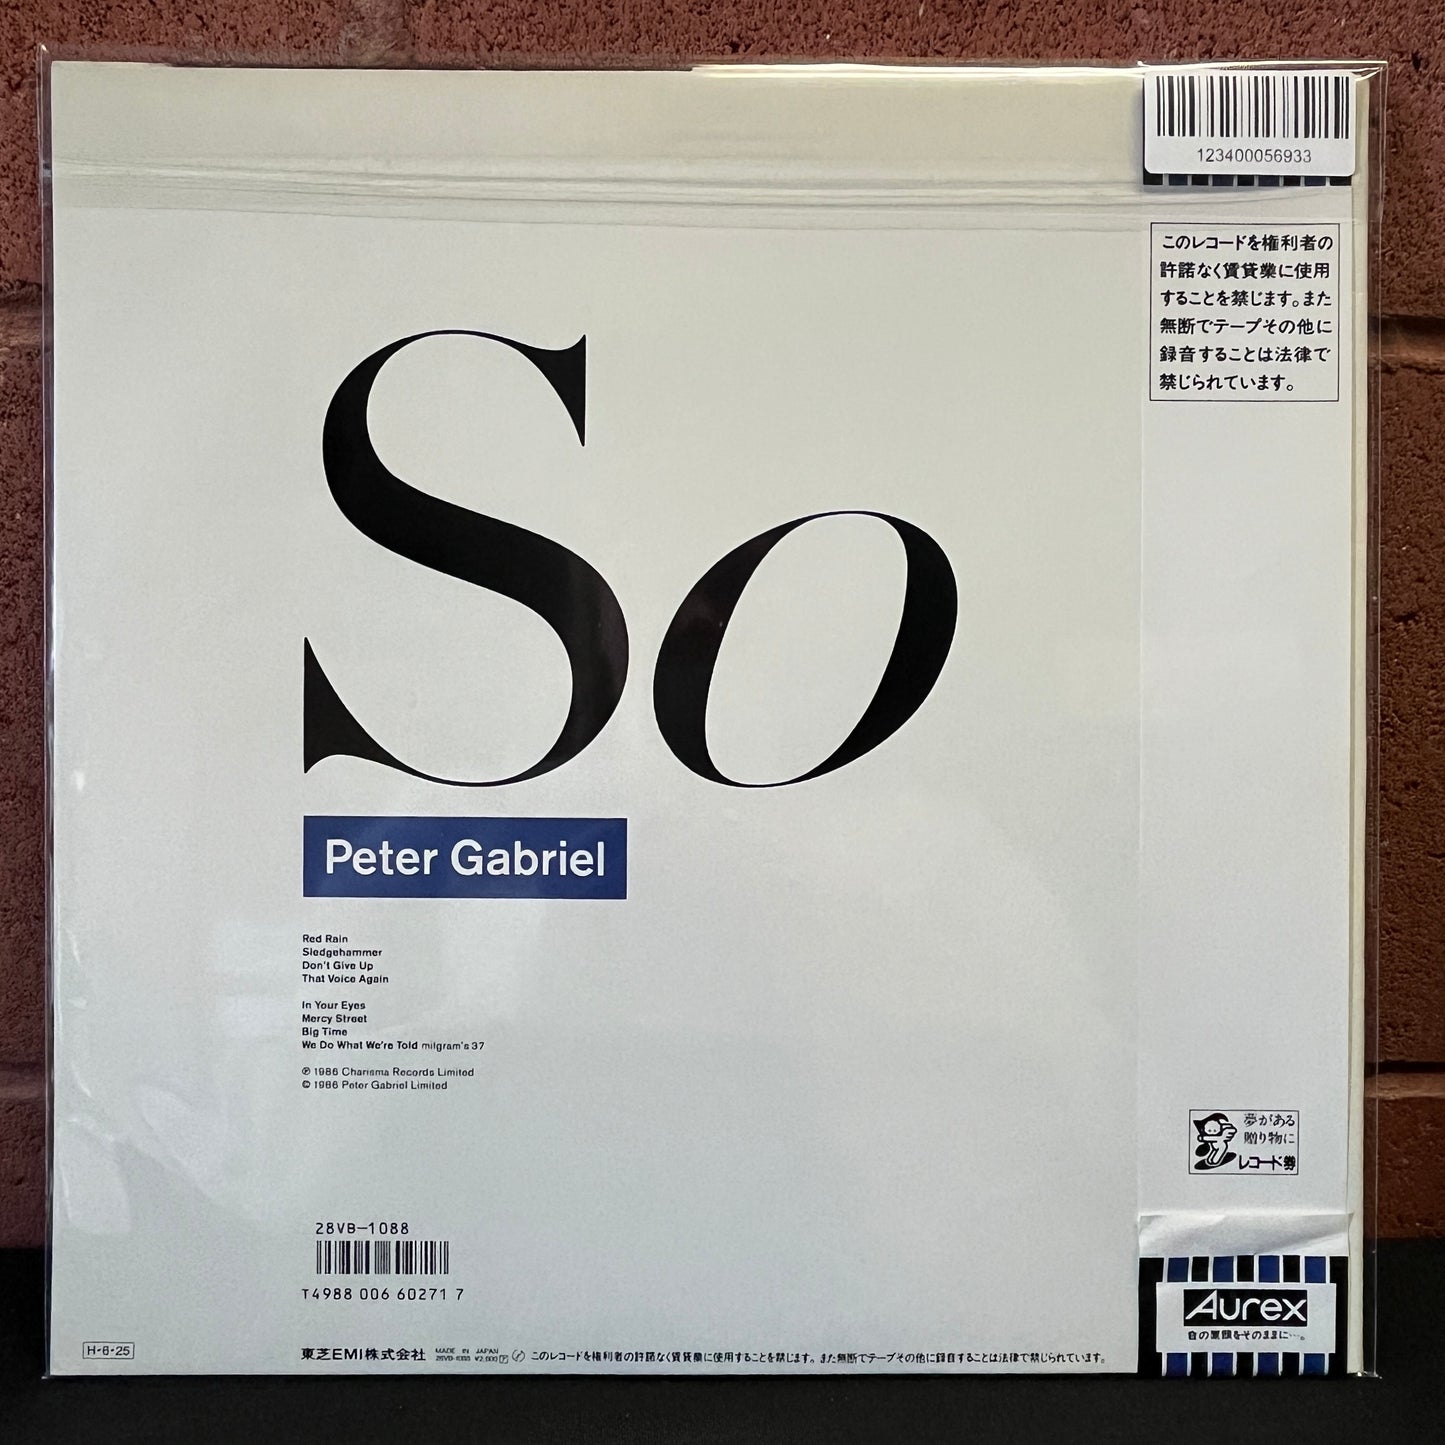 123400056933
このレコードを権利者の
許諾なく賃貸業に使用
することを禁じます。また
無断でテープその他に
録音することは法律で
禁じられています。
So
Peter Gabriel
Red Rain
Sledgehammer
Don't Give Up
That Voice Again
In Your Eyes
Mercy Street
Big Time
We Do What We're Told milgram's 37
℗ 1986 Charisma Records Limited
© 1986 Peter Gabriel Limited
夢がある
贈り物に
レコード券
28VB-1088
T4988 006 60271 7
Aurex
H-6-25
東芝EMI株式会社
MADE IN JAPAN
28VB-1088 ¥2,800
このレコードを権利者の許諾なく賃貸業に使用することを禁じます。また無断でテープその他に録音することは法律で禁じられています。